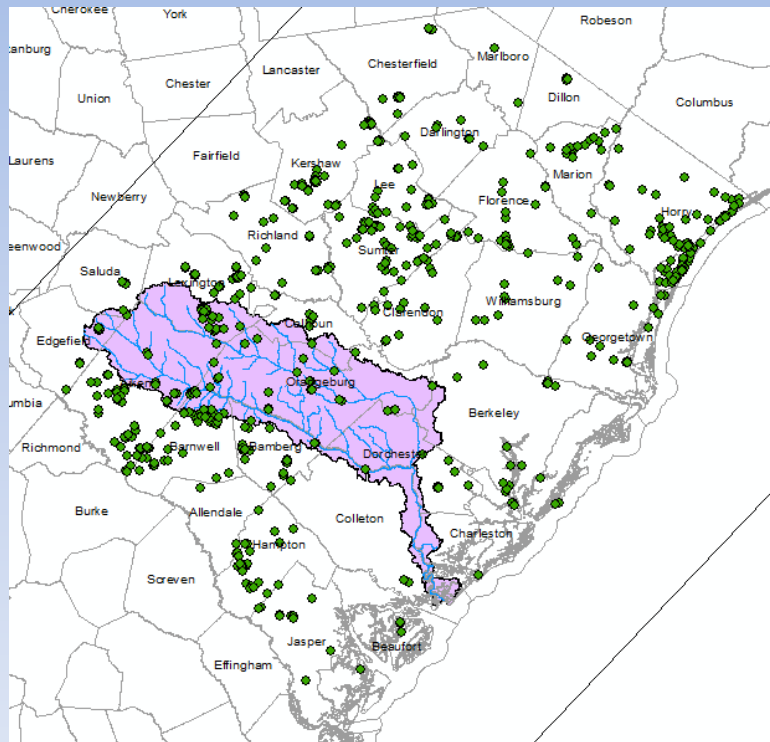 Cherokee
York
Robeson
Lancaster
Chesterfield
Marlboro
Union
Chester
Dillon
Columbus
Darlington
Laurens
Fairfield
Kershaw
Marion
Lee
Newberry
Florence
Horry
Richland
Sumter
Saluda
Lexington
Williamsburg
Clarendon
Calhoun
Georgetown
Edgefield
Aiken
Orangeburg
Berkeley
Richmond
Barnwell
Bamberg
Dorchester
Burke
Allendale
Colleton
Charleston
Hampton
Screven
Jasper
Beaufort
Effingham